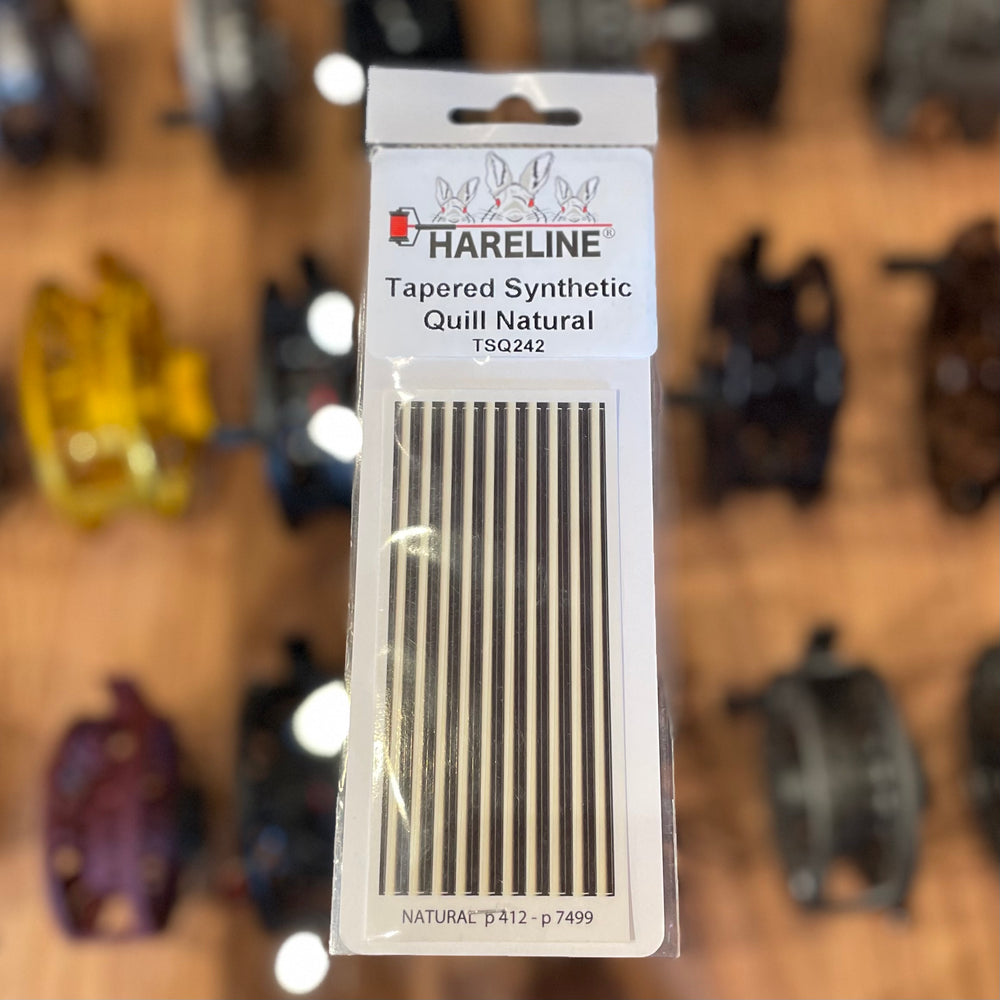 HARELINE®
Tapered Synthetic
Quill Natural
TSQ242
NATURAL p 412 - p 7499